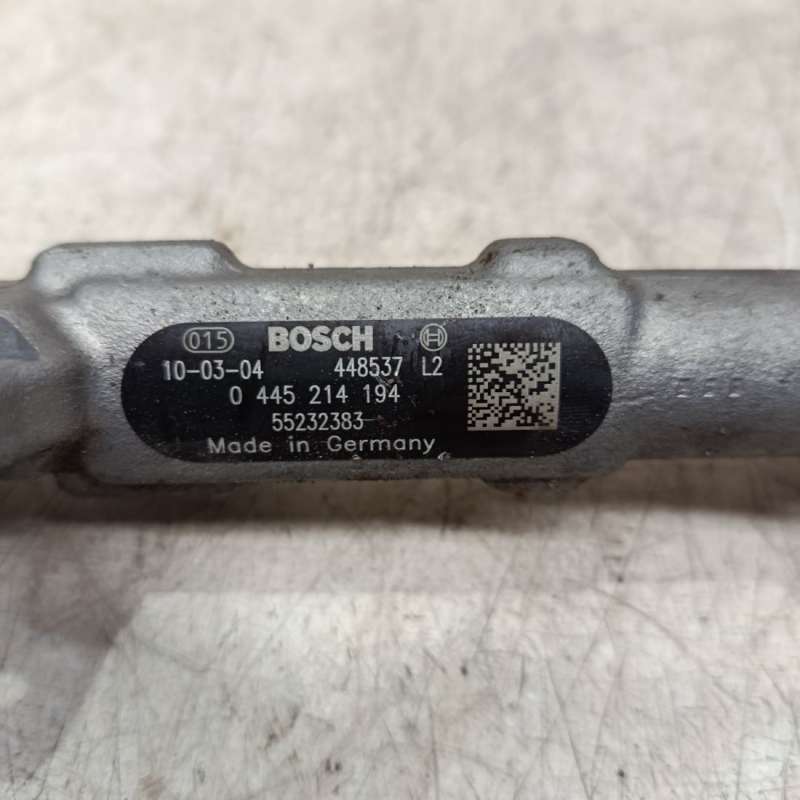 015 BOSCH
10-03-04 448537 L2
0 445 214 194
55232383
Made in Germany